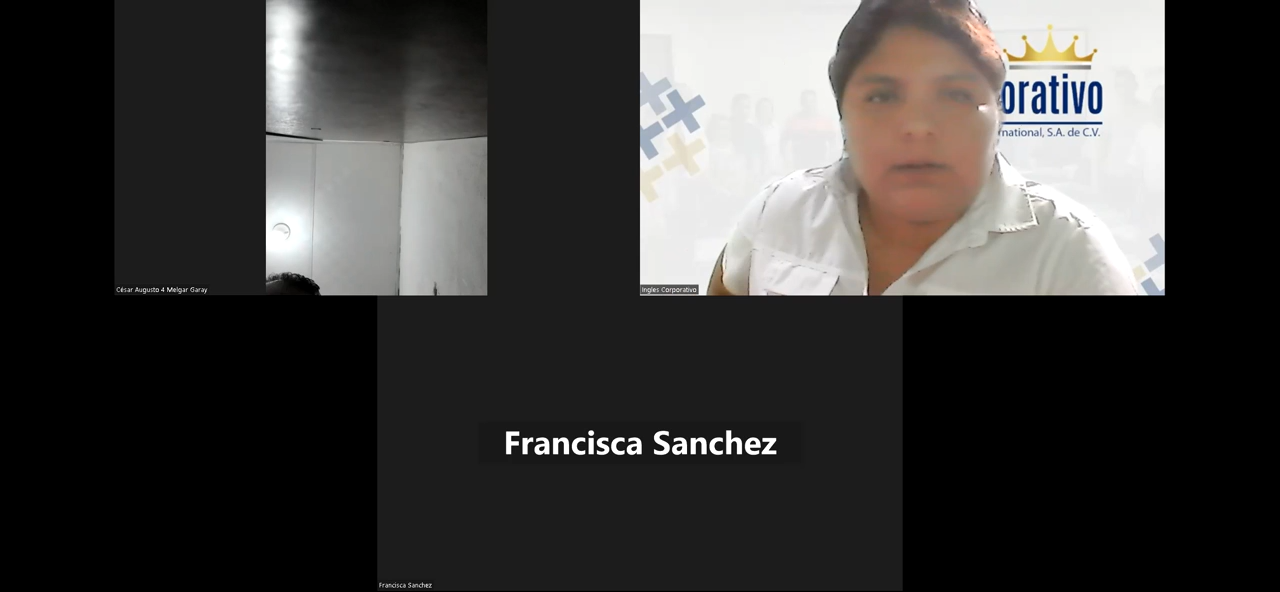 orativo
rnational, S.A. de C.V.
César Augusto 4 Melgar Garay
Ingles Corporativo
Francisca Sanchez
Francisca Sanchez